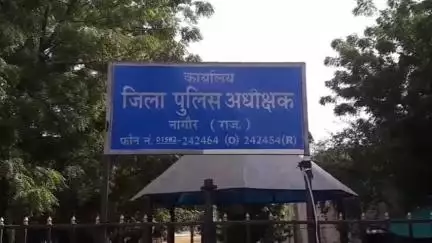 कार्यालय
जिला पुलिस अधीक्षक
नागौर ( राज. )
फोन नं. 01582-242464 (O) 242454(R)